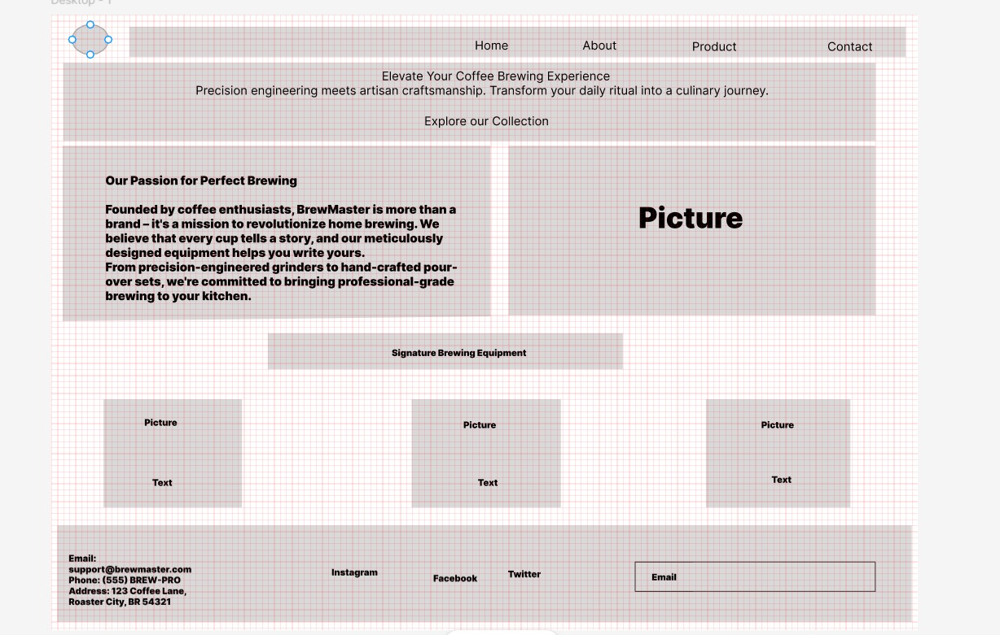 Desktop - 1
Home
About
Product
Contact
Elevate Your Coffee Brewing Experience
Precision engineering meets artisan craftsmanship. Transform your daily ritual into a culinary journey.
Explore our Collection
Our Passion for Perfect Brewing
Founded by coffee enthusiasts, BrewMaster is more than a
brand – it's a mission to revolutionize home brewing. We
believe that every cup tells a story, and our meticulously
designed equipment helps you write yours.
From precision-engineered grinders to hand-crafted pour-
over sets, we're committed to bringing professional-grade
brewing to your kitchen.
Picture
Signature Brewing Equipment
Picture
Text
Picture
Text
Picture
Text
Email:
support@brewmaster.com
Phone: (555) BREW-PRO
Address: 123 Coffee Lane,
Roaster City, BR 54321
Instagram
Facebook
Twitter
Email